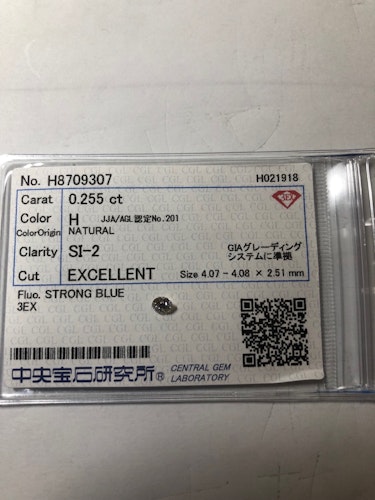 No. H8709307 H021918
Carat 0.255 ct
Color H JJA/AGL認定No.201
ColorOrigin NATURAL
Clarity SI-2 GIAグレーディング
システムに準拠
Cut EXCELLENT Size 4.07 - 4.08 × 2.51 mm
Fluo. STRONG BLUE
3EX
中央宝石研究所® CENTRAL GEM
LABORATORY